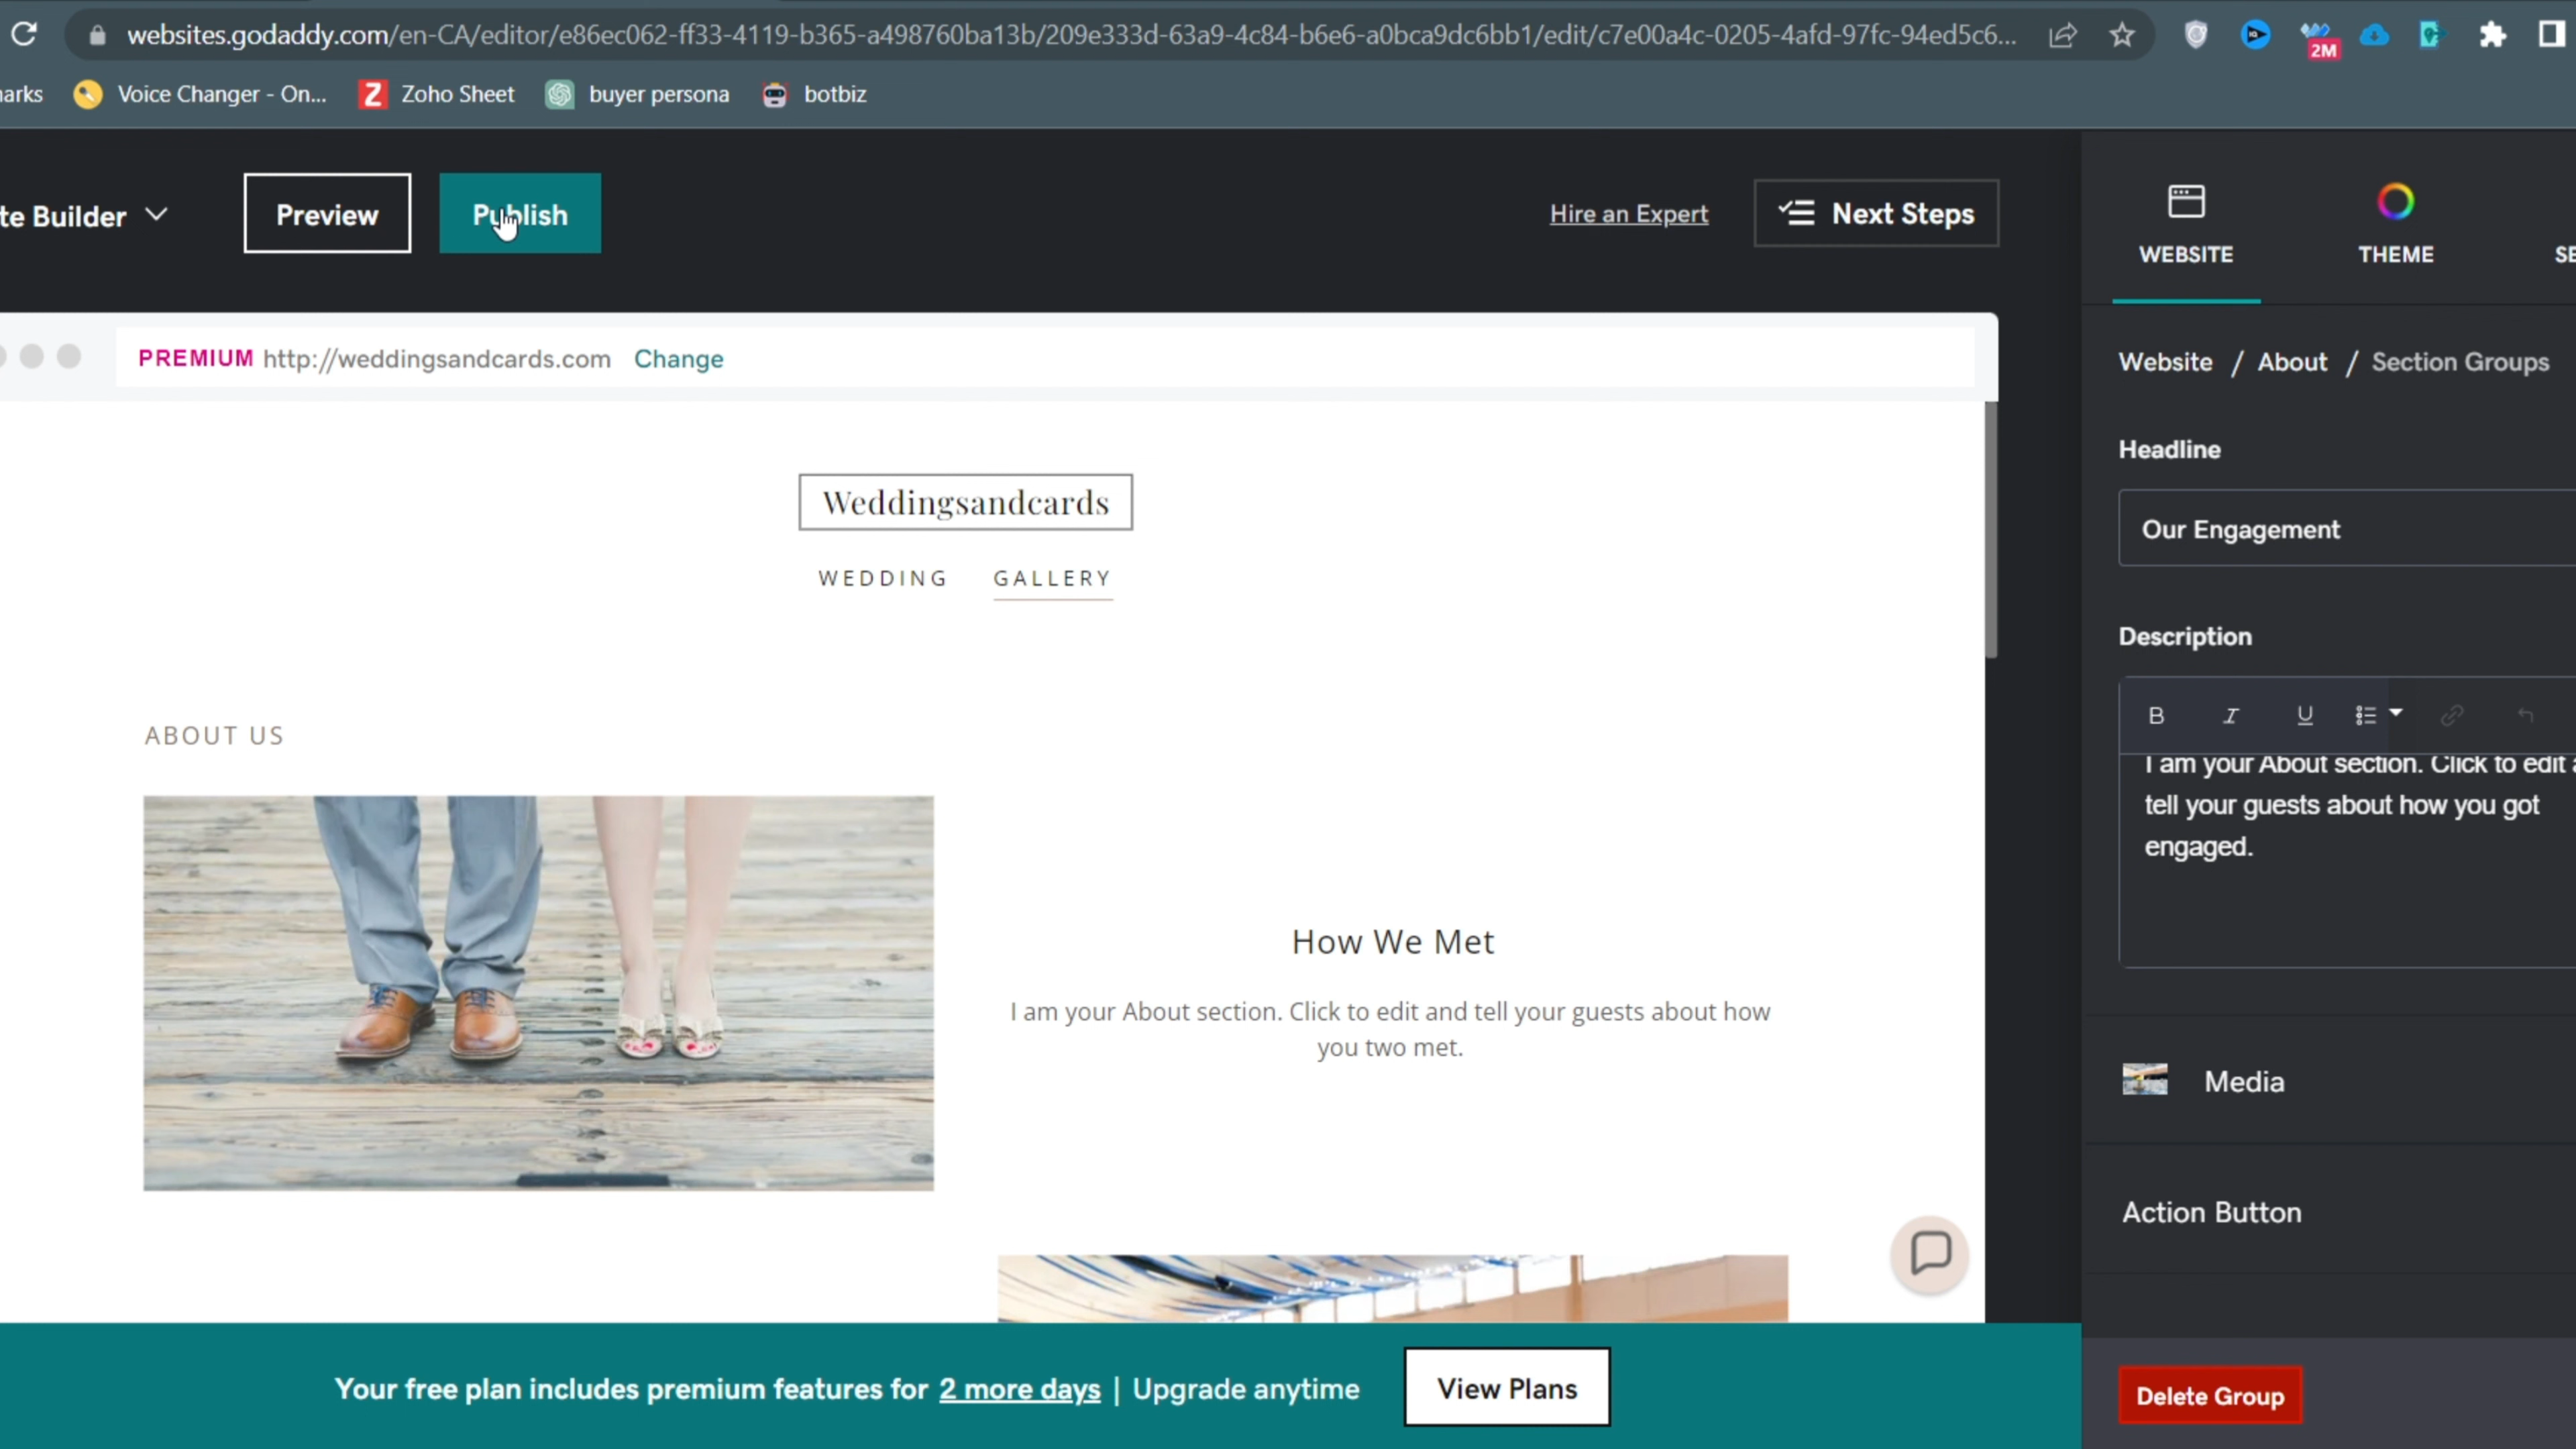 websites.godaddy.com/en-CA/editor/e86ec062-ff33-4119-b365-a498760ba13b/209e333d-63a9-4c84-b6e6-a0bca9dc6bb1/edit/c7e00a4c-0205-4afd-97fc-94ed5c6...
2M
arks
Voice Changer - On...
Z
Zoho Sheet
buyer persona
botbiz
te Builder
Preview
Publish
Hire an Expert
Next Steps
WEBSITE
THEME
SE
PREMIUM http://weddingsandcards.com Change
Website / About / Section Groups
Weddingsandcards
WEDDING
GALLERY
Headline
Our Engagement
Description
B I U
I am your About section. Click to edit
tell your guests about how you got
engaged.
ABOUT US
How We Met
I am your About section. Click to edit and tell your guests about how
you two met.
Media
Action Button
Your free plan includes premium features for 2 more days | Upgrade anytime
View Plans
Delete Group